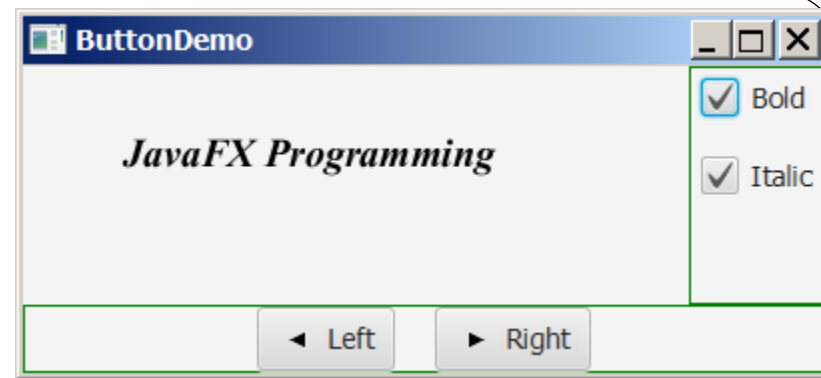 ButtonDemo
Bold
JavaFX Programming
Italic
Left Right